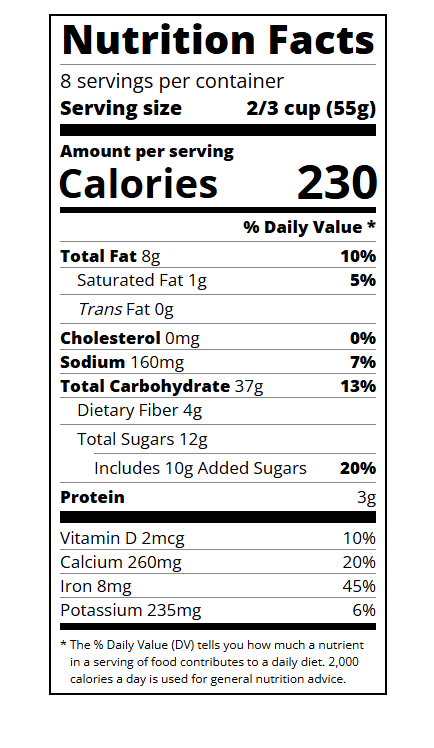 Nutrition Facts
8 servings per container
Serving size 2/3 cup (55g)
Amount per serving
Calories 230
% Daily Value *
Total Fat 8g 10%
Saturated Fat 1g 5%
Trans Fat 0g
Cholesterol 0mg 0%
Sodium 160mg 7%
Total Carbohydrate 37g 13%
Dietary Fiber 4g
Total Sugars 12g
Includes 10g Added Sugars 20%
Protein 3g
Vitamin D 2mcg 10%
Calcium 260mg 20%
Iron 8mg 45%
Potassium 235mg 6%
* The % Daily Value (DV) tells you how much a nutrient
in a serving of food contributes to a daily diet. 2,000
calories a day is used for general nutrition advice.